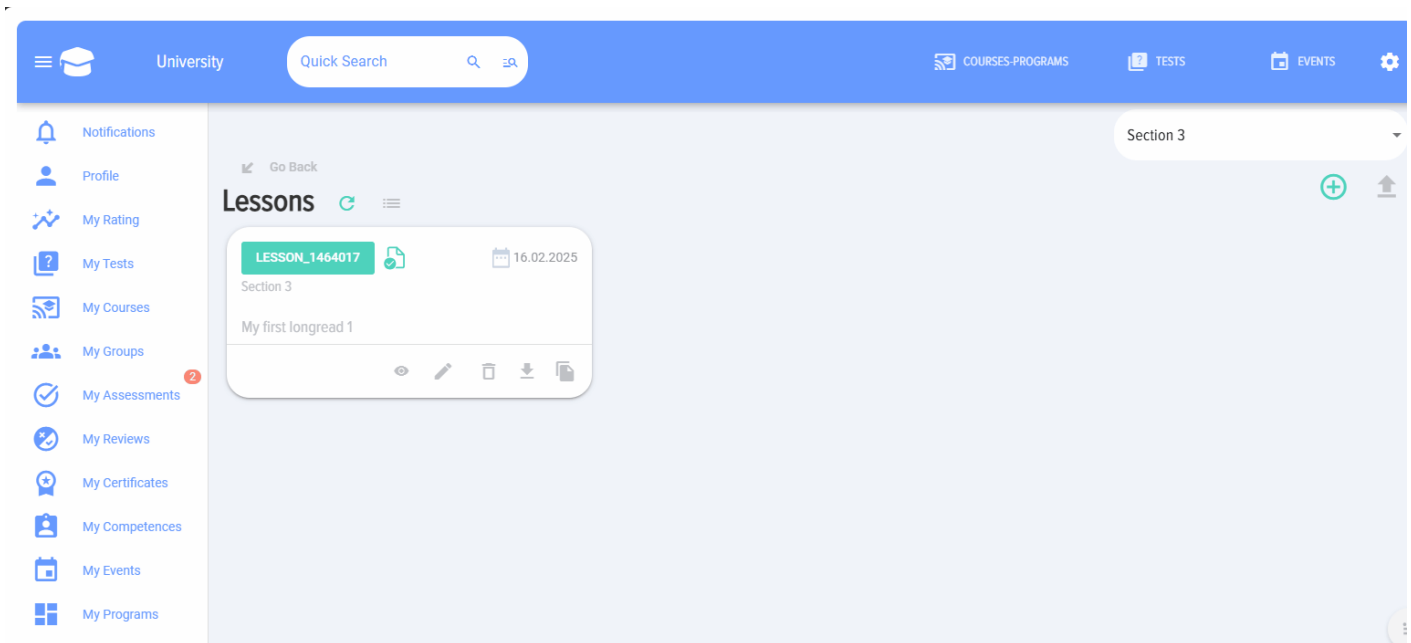 University
Quick Search
COURSES-PROGRAMS
TESTS
EVENTS
Notifications
Profile
My Rating
My Tests
My Courses
My Groups
2
My Assessments
My Reviews
My Certificates
My Competences
My Events
My Programs
Section 3
Go Back
Lessons
LESSON_1464017
16.02.2025
Section 3
My first longread 1